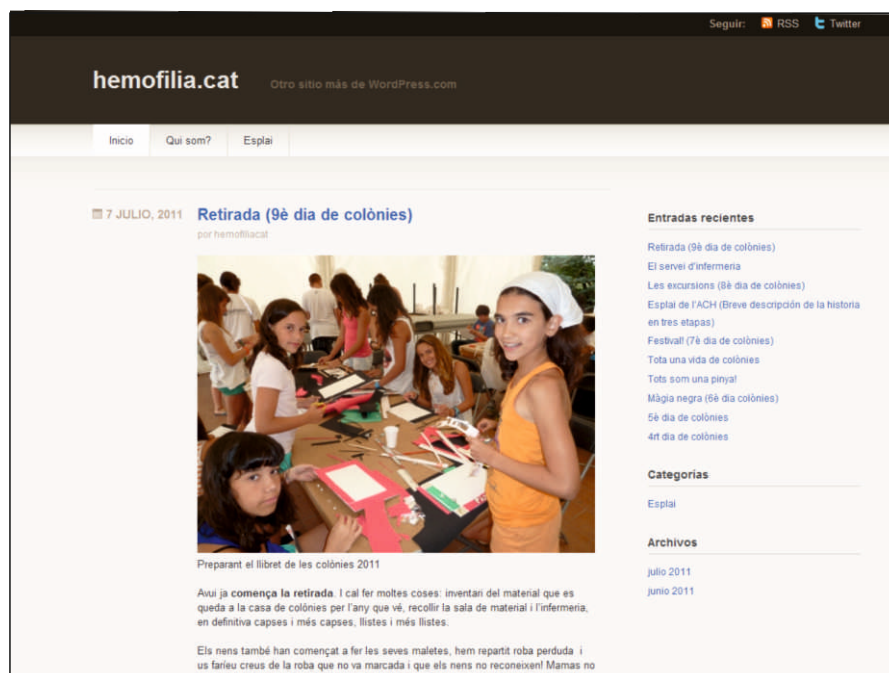 Seguir: RSS Twitter
hemofilia.cat Otro sitio más de WordPress.com
Inicio Qui som? Esplai
7 JULIO, 2011 Retirada (9è dia de colònies)
por hemofiliacat
Preparant el llibret de les colònies 2011
Avui ja comença la retirada. I cal fer moltes coses: inventari del material que es
queda a la casa de colònies per l'any que vé, recollir la sala de material i l'infermeria,
en definitiva capses i més capses, llistes i més llistes.
Els nens també han començat a fer les seves maletes, hem repartit roba perduda i
us faríeu creus de la roba que no va marcada i que els nens no reconeixen! Mamas no
Entradas recientes
Retirada (9è dia de colònies)
El servei d'infermeria
Les excursions (8è dia de colònies)
Esplai de l'ACH (Breve descripción de la historia
en tres etapas)
Festival! (7è dia de colònies)
Tota una vida de colònies
Tots som una pinya!
Màgia negra (6è dia colònies)
5è dia de colònies
4rt dia de colònies
Categorías
Esplai
Archivos
julio 2011
junio 2011